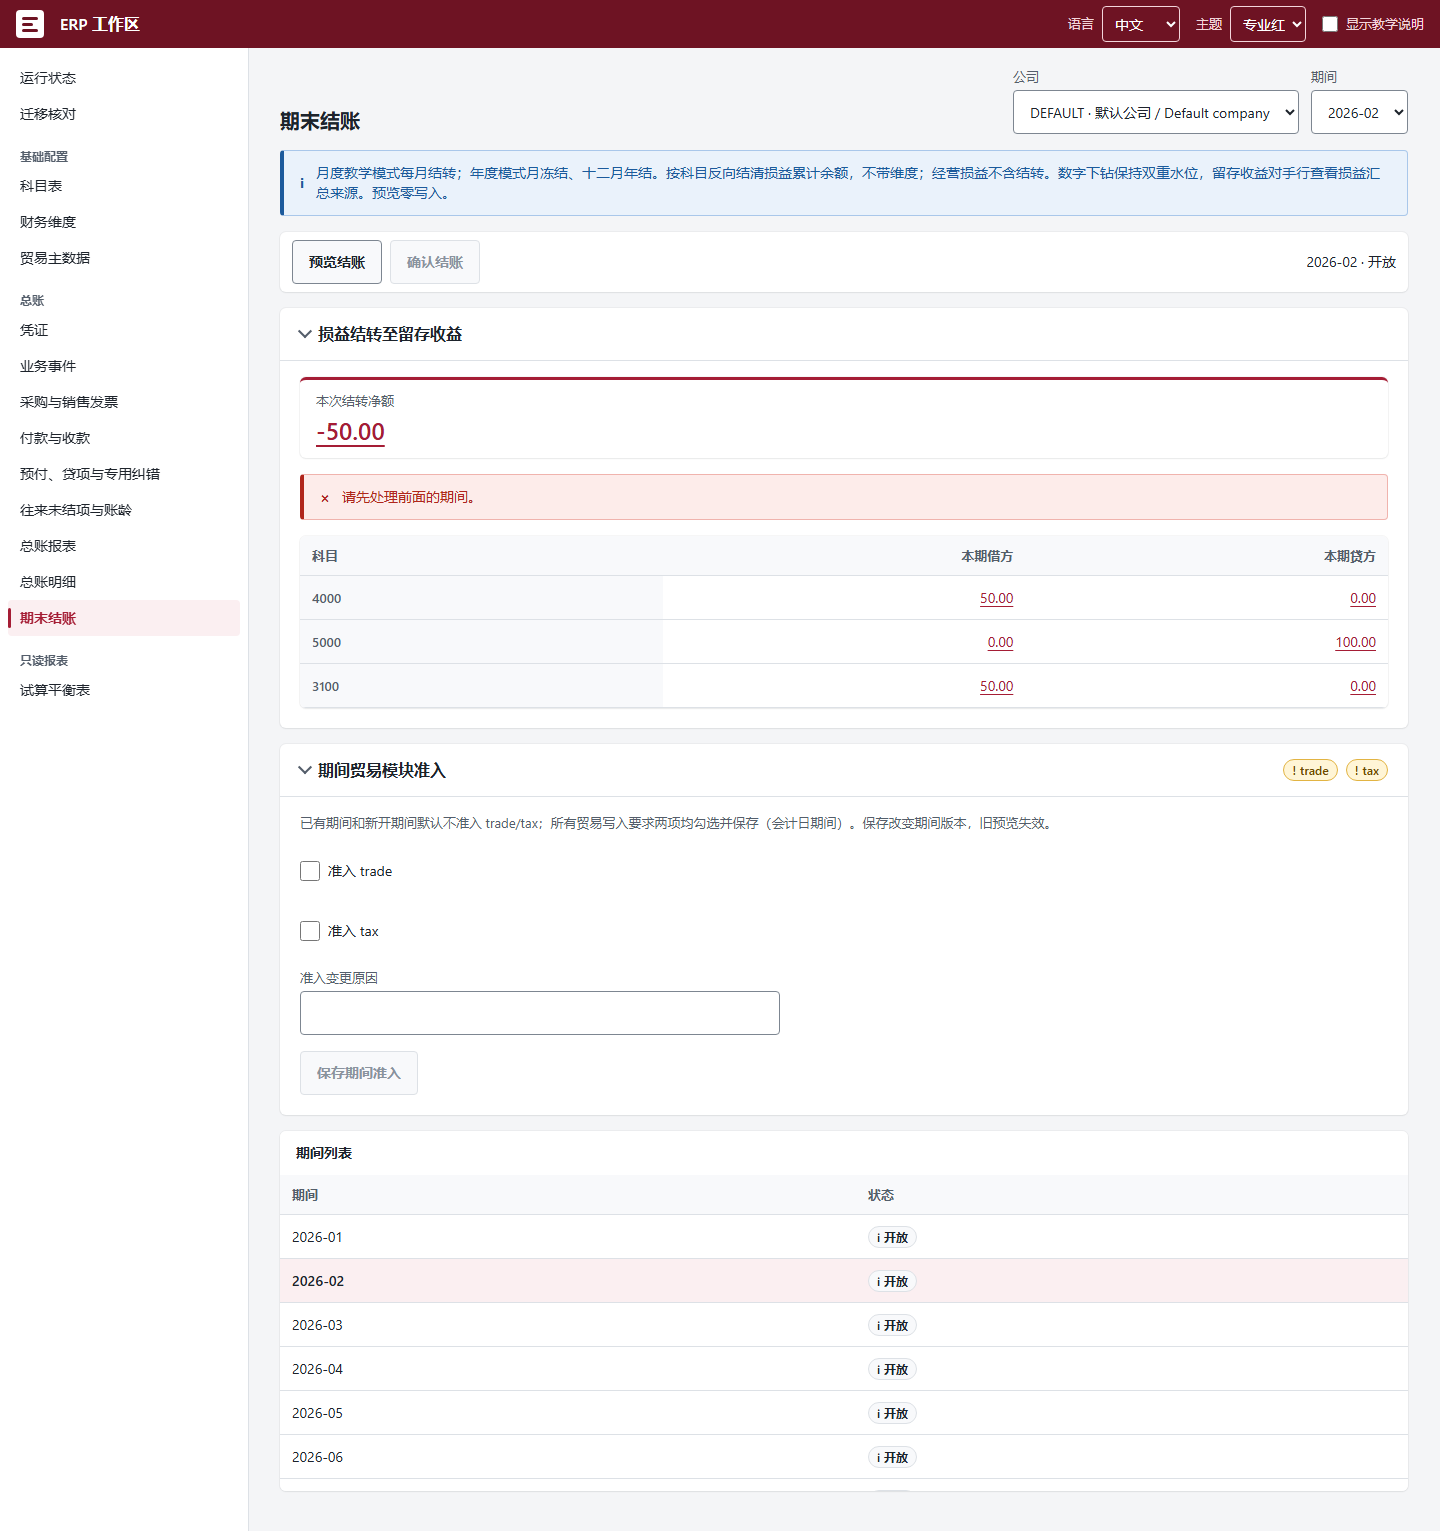 ERP 工作区
语言 中文 主题 专业红 显示教学说明
运行状态
迁移核对
基础配置
科目表
财务维度
贸易主数据
总账
凭证
业务事件
采购与销售发票
付款与收款
预付、贷项与专用纠错
往来未结项与账龄
总账报表
总账明细
期末结账
只读报表
试算平衡表
期末结账
公司
DEFAULT · 默认公司 / Default company
期间
2026-02
i 月度教学模式每月结转；年度模式月冻结、十二月年结。按科目反向结清损益累计余额，不带维度；经营损益不含结转。数字下钻保持双重水位，留存收益对手行查看损益汇
总来源。预览零写入。
预览结账 确认结账 2026-02 · 开放
损益结转至留存收益
本次结转净额
-50.00
× 请先处理前面的期间。
科目 本期借方 本期贷方
4000 50.00 0.00
5000 0.00 100.00
3100 50.00 0.00
期间贸易模块准入 ! trade ! tax
已有期间和新开期间默认不准入 trade/tax；所有贸易写入要求两项均勾选并保存（会计日期间）。保存改变期间版本，旧预览失效。
准入 trade
准入 tax
准入变更原因
保存期间准入
期间列表
期间 状态
2026-01 i 开放
2026-02 i 开放
2026-03 i 开放
2026-04 i 开放
2026-05 i 开放
2026-06 i 开放